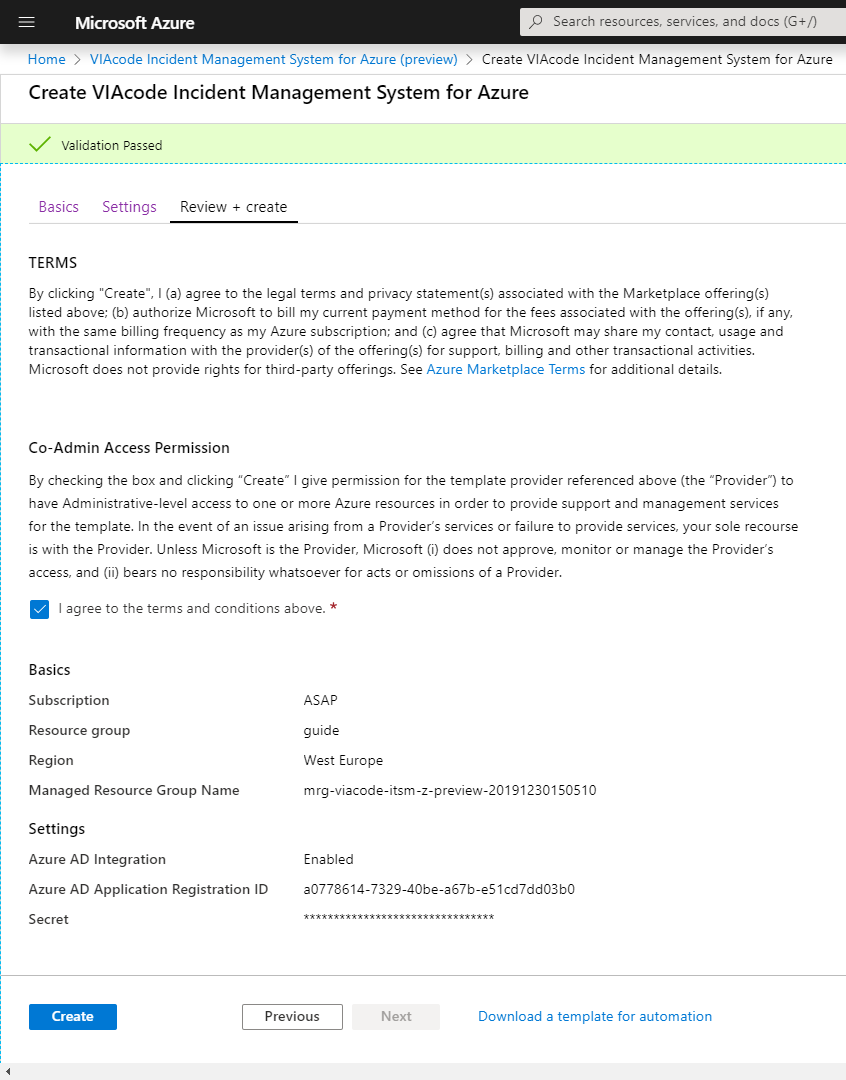 Microsoft Azure
Search resources, services, and docs (G+/)
Home > VIAcode Incident Management System for Azure (preview) > Create VIAcode Incident Management System for Azure
Create VIAcode Incident Management System for Azure
Validation Passed
Basics Settings Review + create
TERMS
By clicking "Create", I (a) agree to the legal terms and privacy statement(s) associated with the Marketplace offering(s)
listed above; (b) authorize Microsoft to bill my current payment method for the fees associated with the offering(s), if any,
with the same billing frequency as my Azure subscription; and (c) agree that Microsoft may share my contact, usage and
transactional information with the provider(s) of the offering(s) for support, billing and other transactional activities.
Microsoft does not provide rights for third-party offerings. See Azure Marketplace Terms for additional details.
Co-Admin Access Permission
By checking the box and clicking “Create” I give permission for the template provider referenced above (the “Provider”) to
have Administrative-level access to one or more Azure resources in order to provide support and management services
for the template. In the event of an issue arising from a Provider’s services or failure to provide services, your sole recourse
is with the Provider. Unless Microsoft is the Provider, Microsoft (i) does not approve, monitor or manage the Provider’s
access, and (ii) bears no responsibility whatsoever for acts or omissions of a Provider.
I agree to the terms and conditions above. *
Basics
Subscription ASAP
Resource group guide
Region West Europe
Managed Resource Group Name mrg-viacode-itsm-z-preview-20191230150510
Settings
Azure AD Integration Enabled
Azure AD Application Registration ID a0778614-7329-40be-a67b-e51cd7dd03b0
Secret ********************************
Create Previous Next Download a template for automation